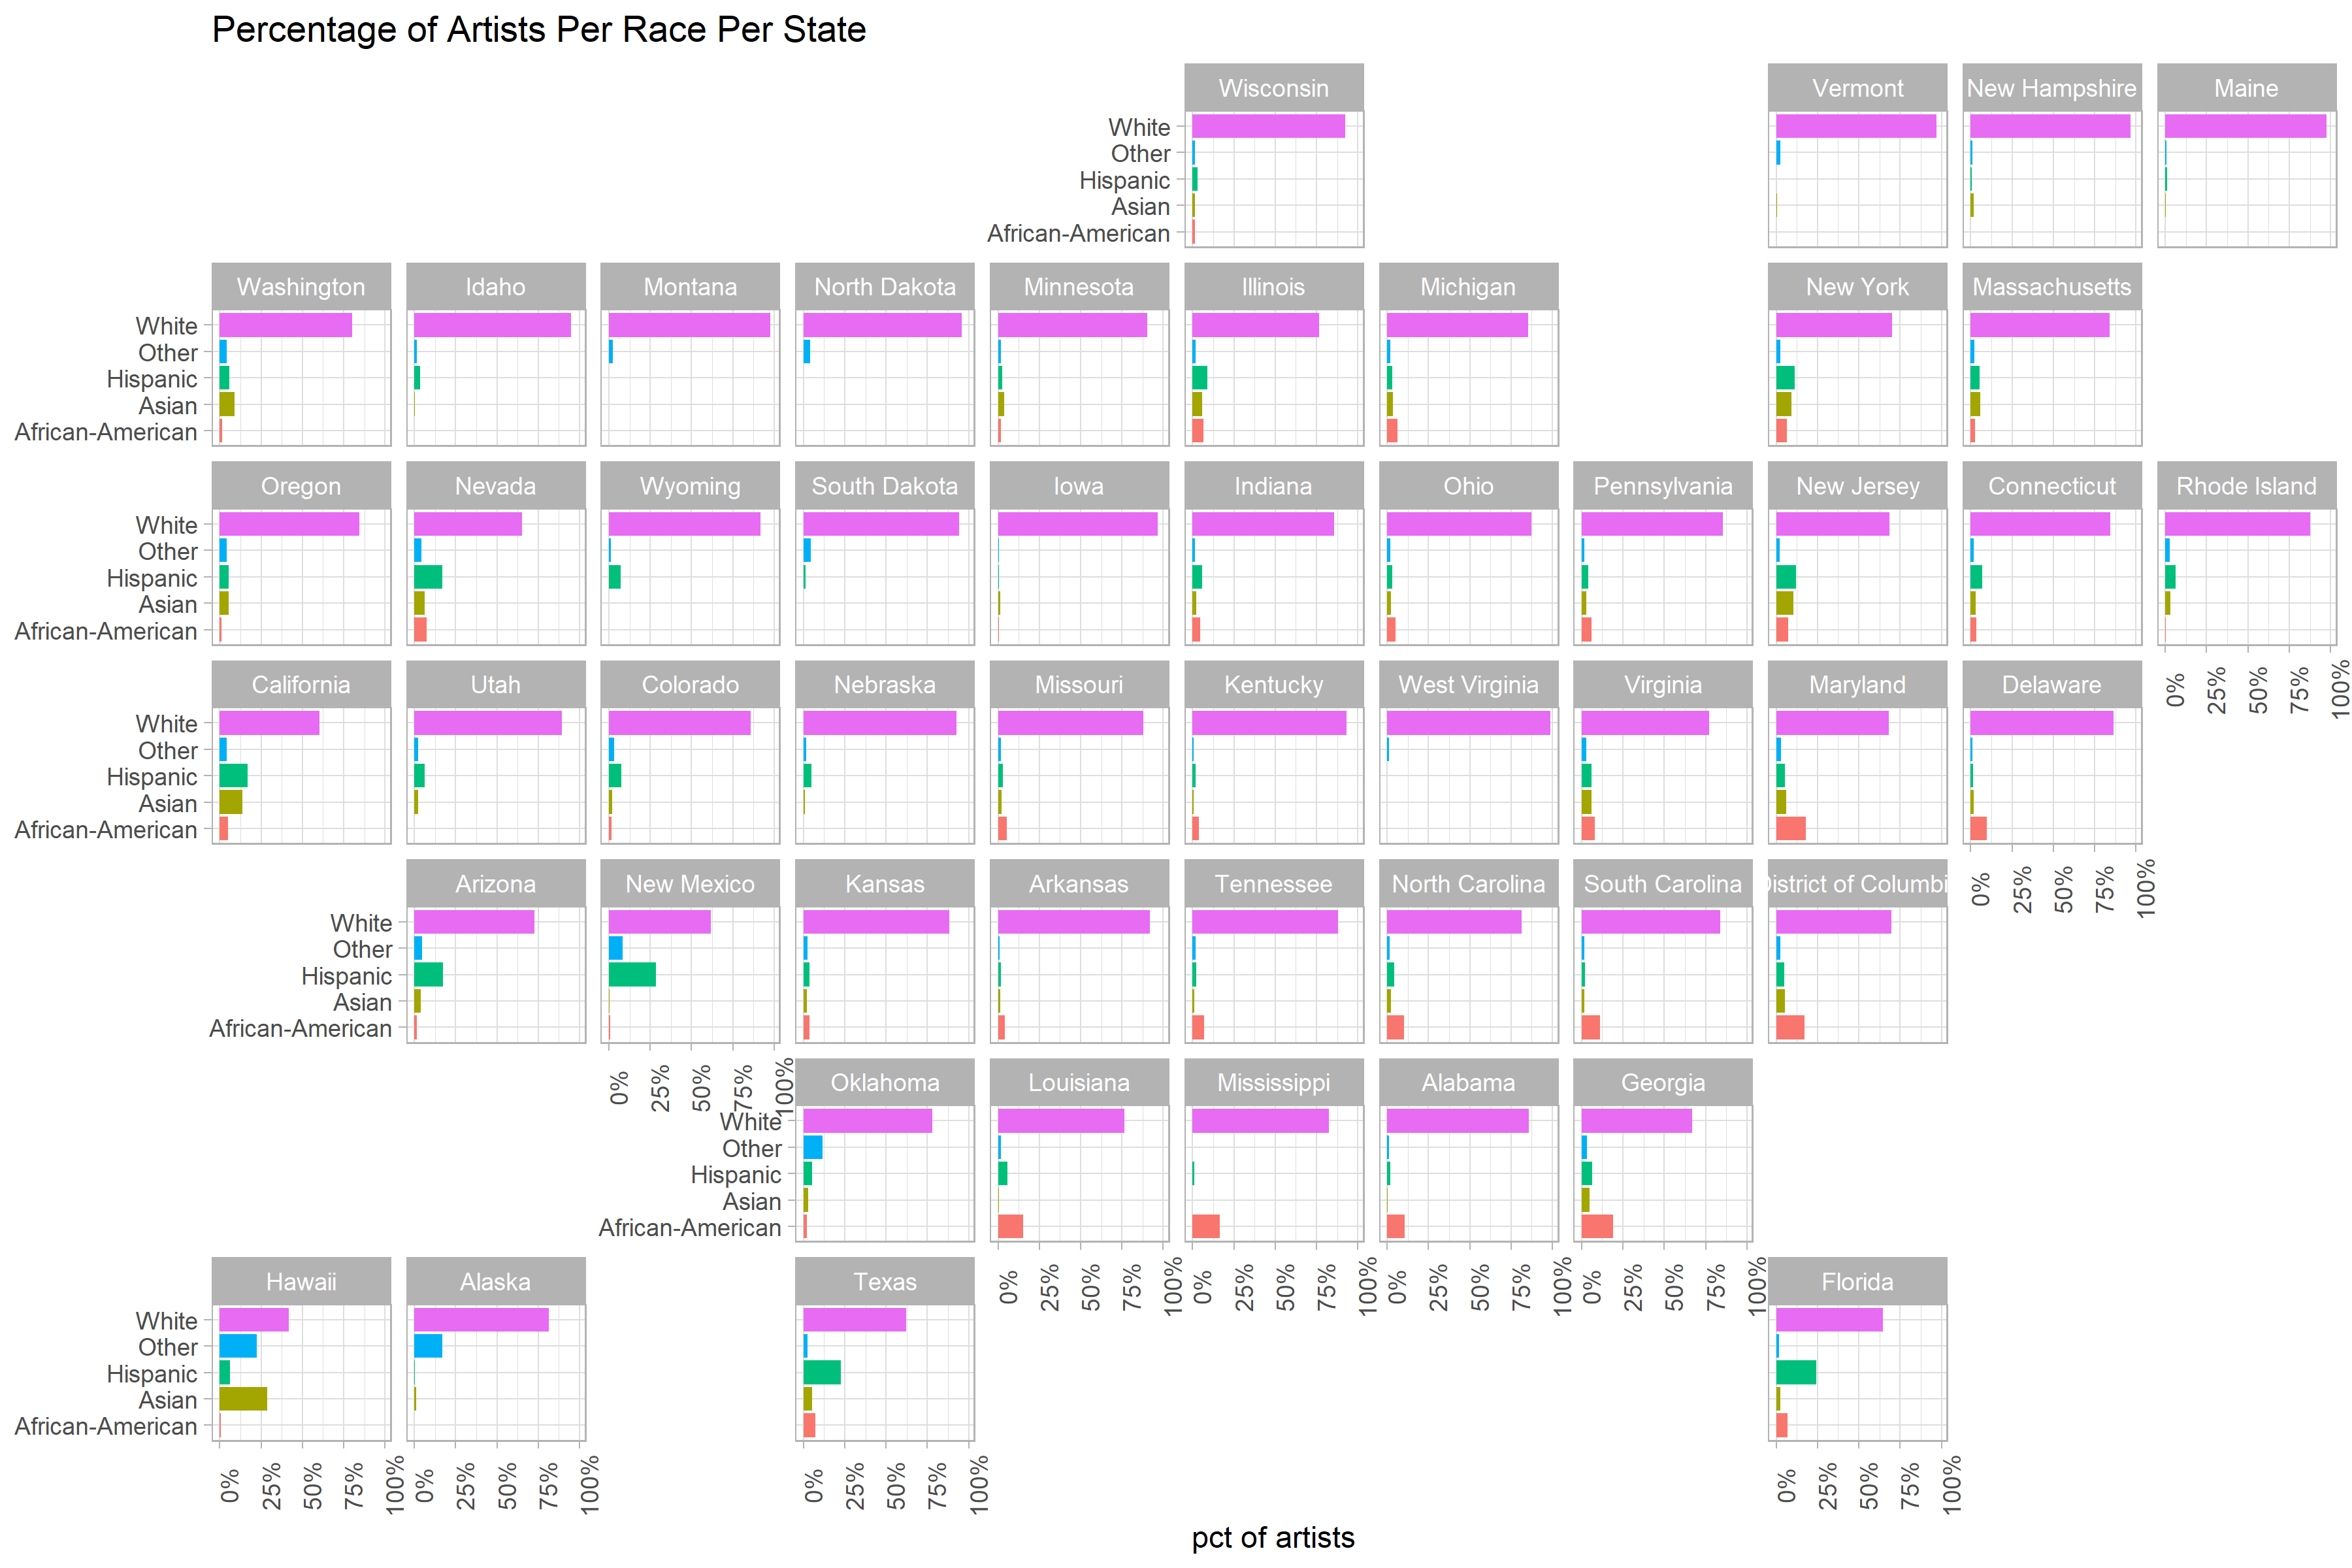 Percentage of Artists Per Race Per State
Wisconsin
Vermont
New Hampshire
Maine
White
Other
Hispanic
Asian
African-American
Washington
Idaho
Montana
North Dakota
Minnesota
Illinois
Michigan
New York
Massachusetts
White
Other
Hispanic
Asian
African-American
Oregon
Nevada
Wyoming
South Dakota
Iowa
Indiana
Ohio
Pennsylvania
New Jersey
Connecticut
Rhode Island
White
Other
Hispanic
Asian
African-American
0%
25%
50%
75%
100%
California
Utah
Colorado
Nebraska
Missouri
Kentucky
West Virginia
Virginia
Maryland
Delaware
White
Other
Hispanic
Asian
African-American
0%
25%
50%
75%
100%
Arizona
New Mexico
Kansas
Arkansas
Tennessee
North Carolina
South Carolina
District of Columbi
White
Other
Hispanic
Asian
African-American
0%
25%
50%
75%
100%
Oklahoma
Louisiana
Mississippi
Alabama
Georgia
White
Other
Hispanic
Asian
African-American
0%
25%
50%
75%
100%
0%
25%
50%
75%
100%
0%
25%
50%
75%
100%
0%
25%
50%
75%
100%
Hawaii
Alaska
Texas
Florida
White
Other
Hispanic
Asian
African-American
0%
25%
50%
75%
100%
0%
25%
50%
75%
100%
0%
25%
50%
75%
100%
0%
25%
50%
75%
100%
pct of artists